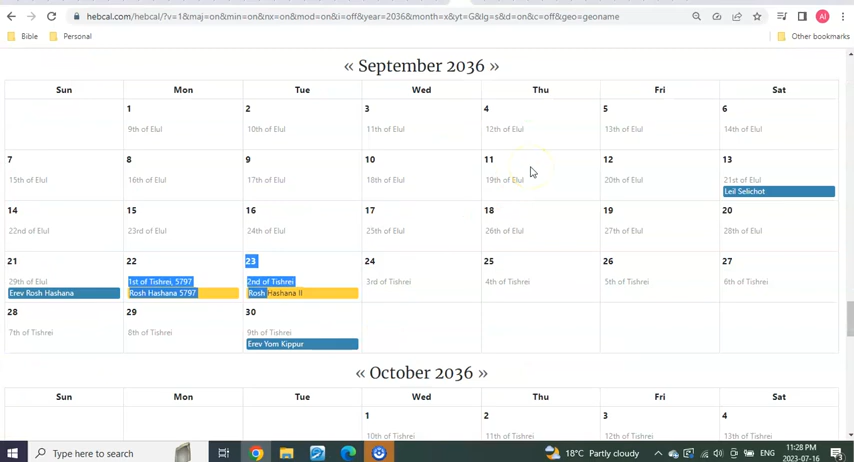 hebcal.com/hebcal/?v=1&maj=on&min=on&nx=on&mod=on&i=off&year=2036&month=x&yt=G&lg=s&d=on&c=off&geo=geoname
Al
Bible Personal Other bookmarks
« September 2036 »
Sun Mon Tue Wed Thu Fri Sat
1 2 3 4 5 6
9th of Elul 10th of Elul 11th of Elul 12th of Elul 13th of Elul 14th of Elul
7 8 9 10 11 12 13
15th of Elul 16th of Elul 17th of Elul 18th of Elul 19th of Elul 20th of Elul 21st of Elul
Leil Selichot
14 15 16 17 18 19 20
22nd of Elul 23rd of Elul 24th of Elul 25th of Elul 26th of Elul 27th of Elul 28th of Elul
21 22 23 24 25 26 27
29th of Elul 1st of Tishrei, 5797 2nd of Tishrei 3rd of Tishrei 4th of Tishrei 5th of Tishrei 6th of Tishrei
Erev Rosh Hashana Rosh Hashana 5797 Rosh Hashana II
28 29 30
7th of Tishrei 8th of Tishrei 9th of Tishrei
Erev Yom Kippur
« October 2036 »
Sun Mon Tue Wed Thu Fri Sat
1 2 3 4
10th of Tishrei 11th of Tishrei 12th of Tishrei 13th of Tishrei
Type here to search 18°C Partly cloudy ENG 11:28 PM
2023-07-16
3